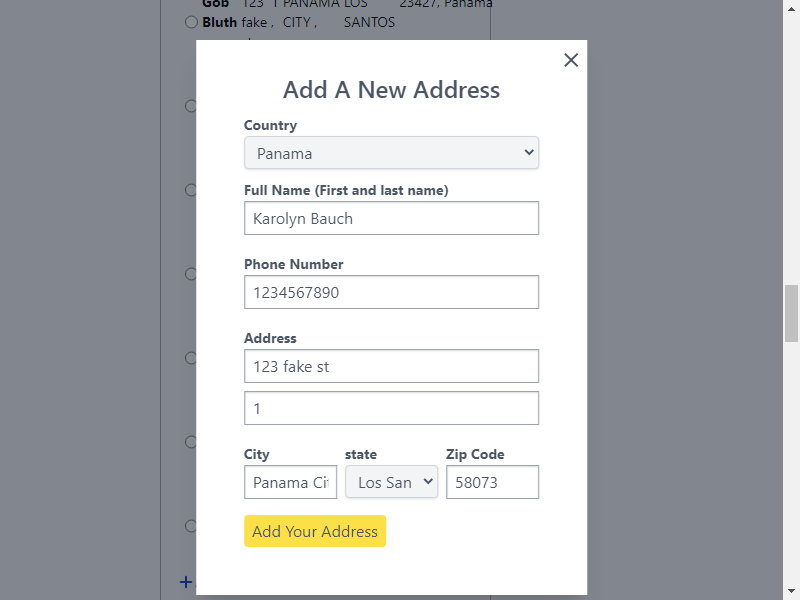 Gob 123 1 PANAMA LOS 23427, Panama
Bluth fake , CITY , SANTOS
Add A New Address
Country
Panama
Full Name (First and last name)
Karolyn Bauch
Phone Number
1234567890
Address
123 fake st
1
City state Zip Code
Panama Ci Los San 58073
Add Your Address